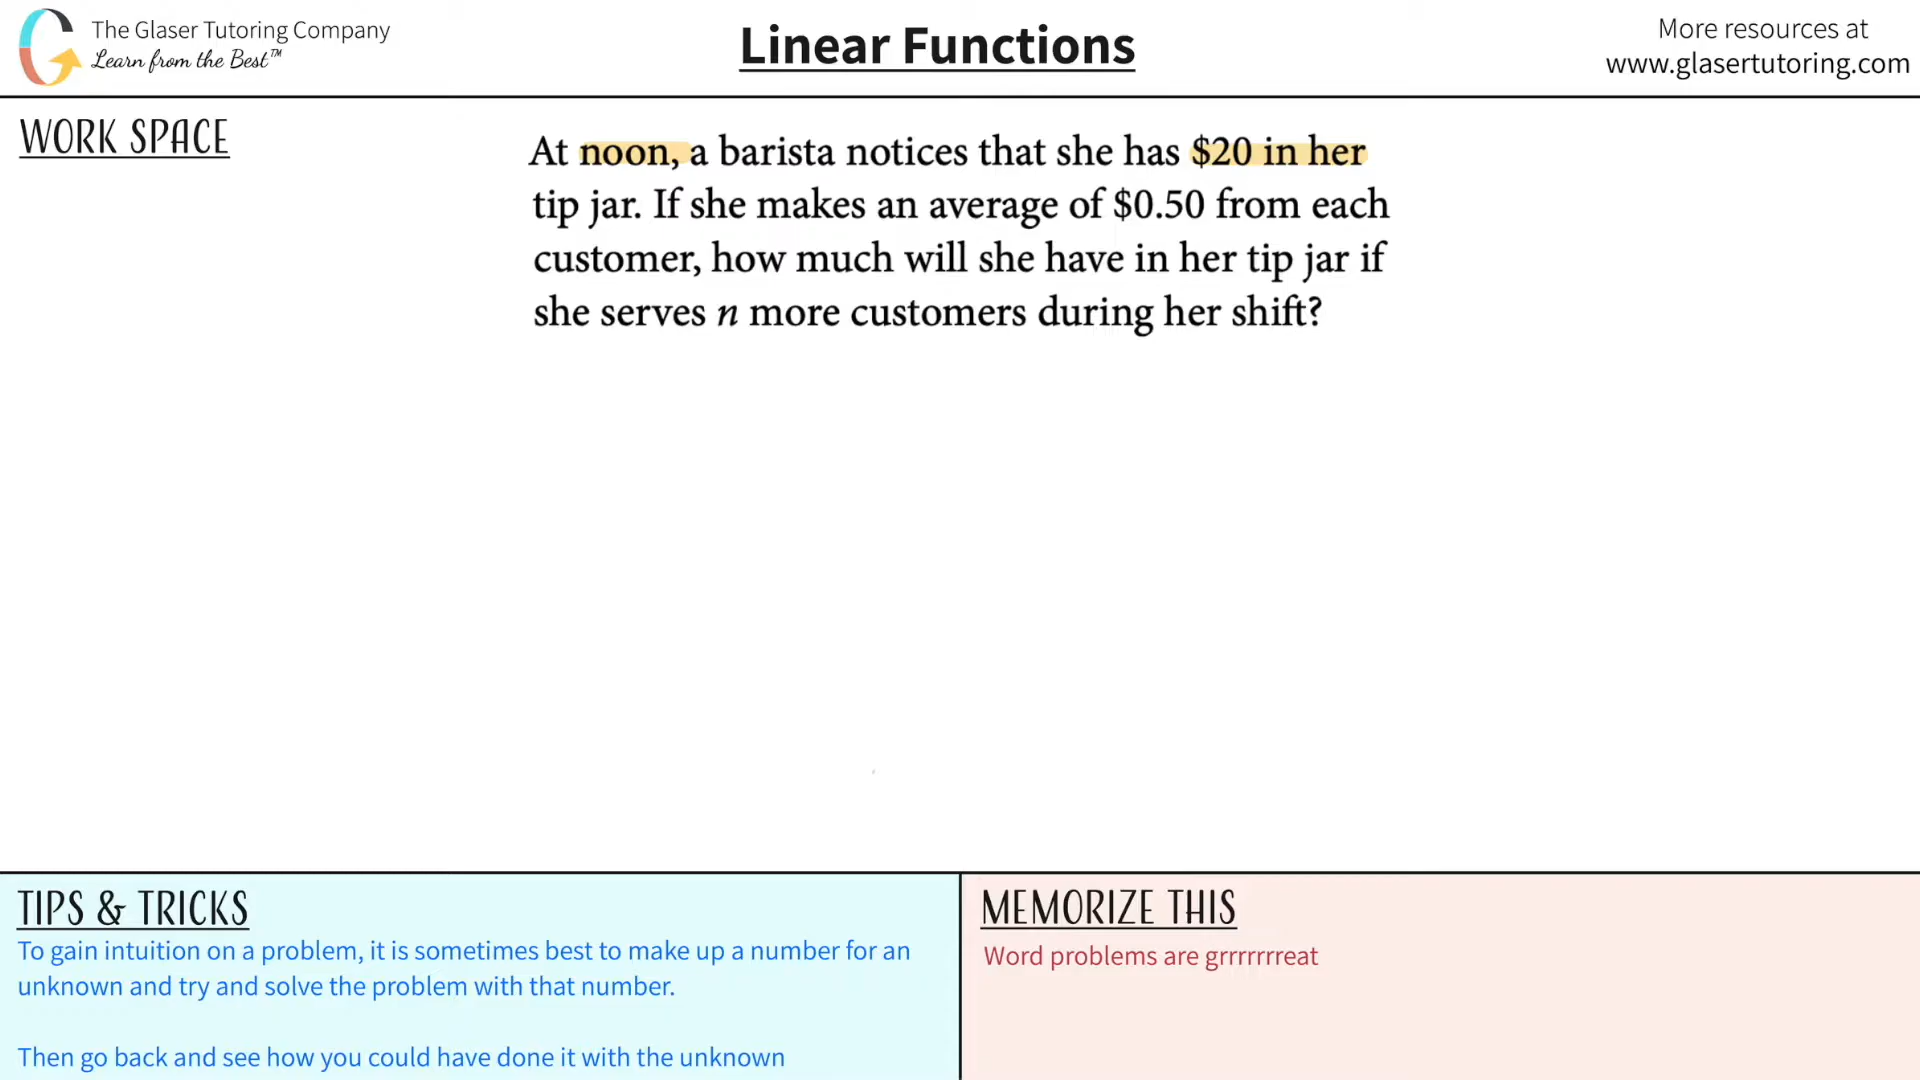 The Glaser Tutoring Company
Learn from the Best™
Linear Functions
More resources at
www.glasertutoring.com
WORK SPACE
At noon, a barista notices that she has $20 in her
tip jar. If she makes an average of $0.50 from each
customer, how much will she have in her tip jar if
she serves n more customers during her shift?
TIPS & TRICKS
To gain intuition on a problem, it is sometimes best to make up a number for an
unknown and try and solve the problem with that number.
Then go back and see how you could have done it with the unknown
MEMORIZE THIS
Word problems are grrrrrrreat